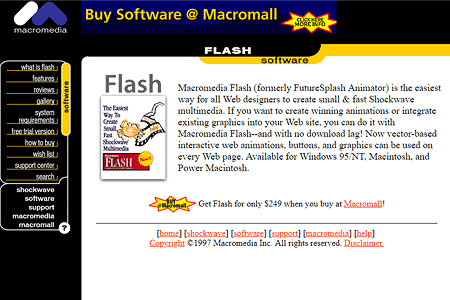 macromedia
Buy Software @ Macromall
CLICK HERE
MORE INFO
FLASH
software
what is flash
features
reviews
gallery
system
requirements
free trial version
how to buy
wish list
support center
search
software
shockwave
software
support
macromedia
macromall
?
Flash
The Easiest
Way To
Create
Small,
Fast
Shockwave
Multimedia
FLASH
Macromedia Flash (formerly FutureSplash Animator) is the easiest
way for all Web designers to create small & fast Shockwave
multimedia. If you want to create winning animations or integrate
existing graphics into your Web site, you can do it with
Macromedia Flash--and with no download lag! Now vector-based
interactive web animations, buttons, and graphics can be used on
every Web page. Available for Windows 95/NT, Macintosh, and
Power Macintosh.
BUY
@Macromall
Get Flash for only $249 when you buy at Macromall!
[home] [shockwave] [software] [support] [macromedia] [help]
Copyright ©1997 Macromedia Inc. All rights reserved. Disclaimer.